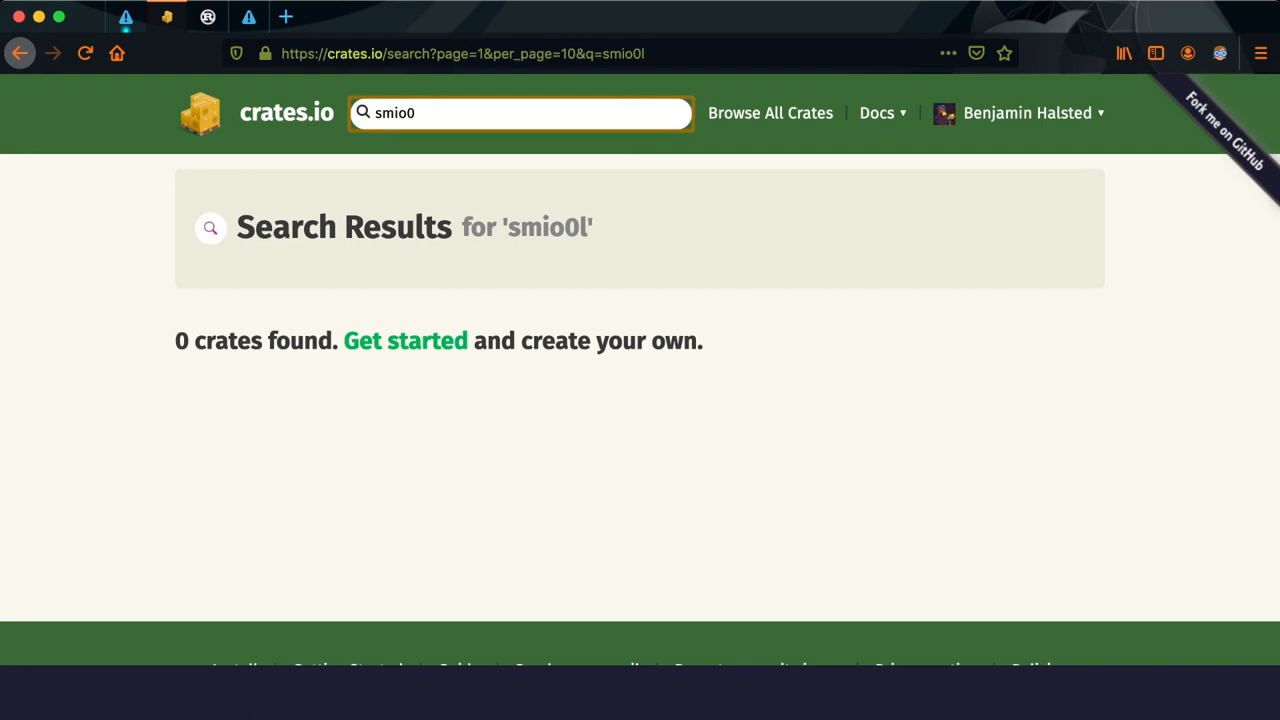 https://crates.io/search?page=1&per_page=10&q=smio0l
crates.io
smio0
Browse All Crates
Docs
Benjamin Halsted
Fork me on GitHub
Search Results for 'smio0l'
0 crates found. Get started and create your own.